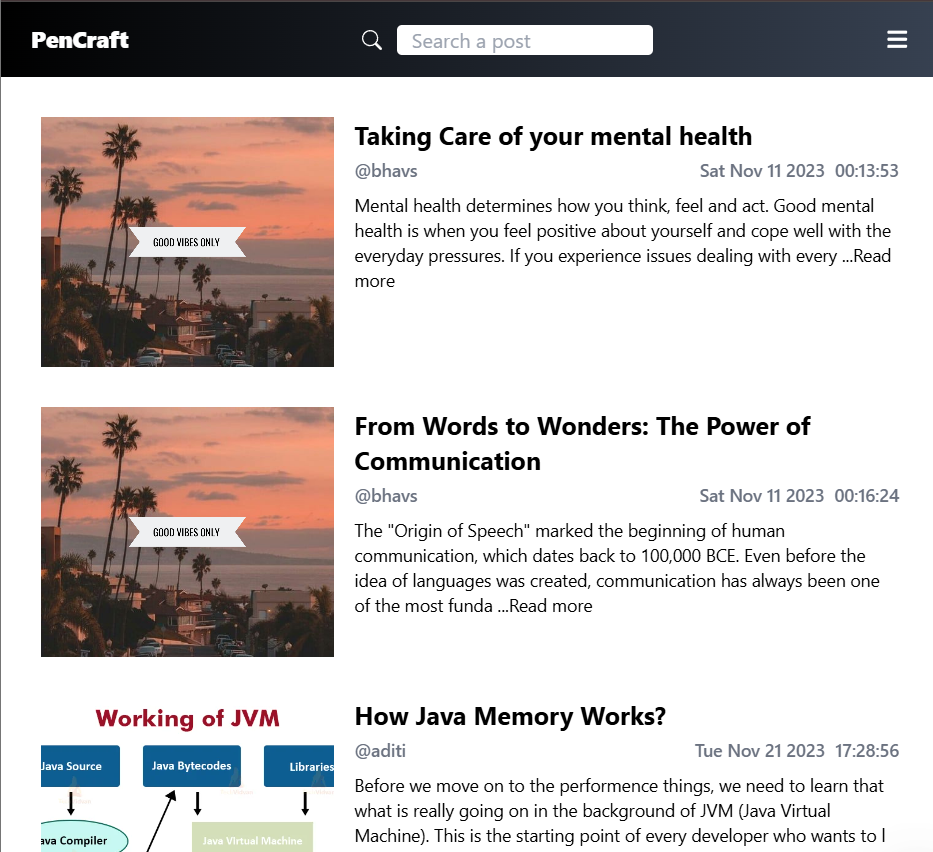 PenCraft
Search a post
GOOD VIBES ONLY
Taking Care of your mental health
@bhavs Sat Nov 11 2023 00:13:53
Mental health determines how you think, feel and act. Good mental
health is when you feel positive about yourself and cope well with the
everyday pressures. If you experience issues dealing with every ...Read
more
GOOD VIBES ONLY
From Words to Wonders: The Power of
Communication
@bhavs Sat Nov 11 2023 00:16:24
The "Origin of Speech" marked the beginning of human
communication, which dates back to 100,000 BCE. Even before the
idea of languages was created, communication has always been one
of the most funda ...Read more
Working of JVM
Java Source Java Bytecodes Libraries
ava Compiler Java Virtual Machine
How Java Memory Works?
@aditi Tue Nov 21 2023 17:28:56
Before we move on to the performence things, we need to learn that
what is really going on in the background of JVM (Java Virtual
Machine). This is the starting point of every developer who wants to l